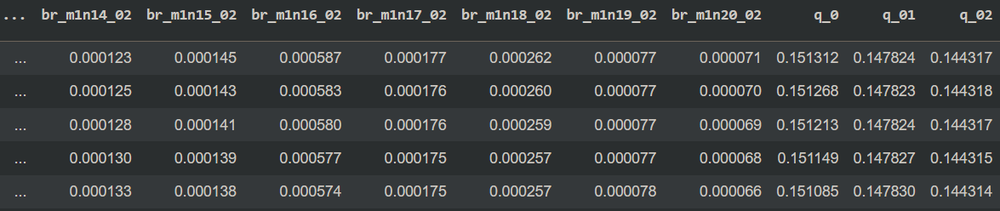 ... br_m1n14_02 br_m1n15_02 br_m1n16_02 br_m1n17_02 br_m1n18_02 br_m1n19_02 br_m1n20_02 q_0 q_01 q_02
... 0.000123 0.000145 0.000587 0.000177 0.000262 0.000077 0.000071 0.151312 0.147824 0.144317
... 0.000125 0.000143 0.000583 0.000176 0.000260 0.000077 0.000070 0.151268 0.147823 0.144318
... 0.000128 0.000141 0.000580 0.000176 0.000259 0.000077 0.000069 0.151213 0.147824 0.144317
... 0.000130 0.000139 0.000577 0.000175 0.000257 0.000077 0.000068 0.151149 0.147827 0.144315
... 0.000133 0.000138 0.000574 0.000175 0.000257 0.000078 0.000066 0.151085 0.147830 0.144314